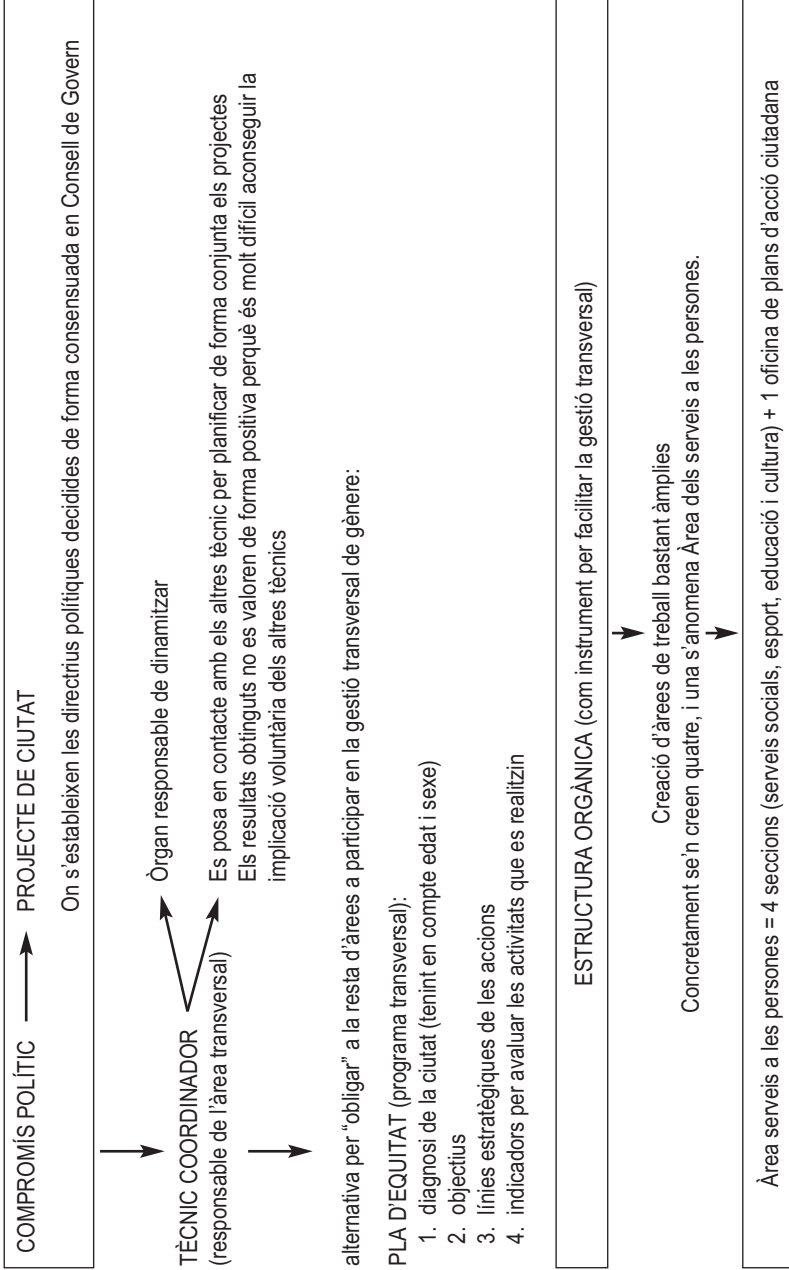 COMPROMÍS POLÍTIC PROJECTE DE CIUTAT
On s'estableixen les directrius polítiques decidides de forma consensuada en Consell de Govern
TÈCNIC COORDINADOR
(responsable de l'àrea transversal)
Òrgan responsable de dinamitzar
Es posa en contacte amb els altres tècnic per planificar de forma conjunta els projectes
Els resultats obtinguts no es valoren de forma positiva perquè és molt difícil aconseguir la
implicació voluntària dels altres tècnics
alternativa per "obligar" a la resta d'àrees a participar en la gestió transversal de gènere:
PLA D'EQUITAT (programa transversal):
1. diagnosi de la ciutat (tenint en compte edat i sexe)
2. objectius
3. línies estratègiques de les accions
4. indicadors per avaluar les activitats que es realitzin
ESTRUCTURA ORGÀNICA (com instrument per facilitar la gestió transversal)
Creació d'àrees de treball bastant àmplies
Concretament se'n creen quatre, i una s'anomena Àrea dels serveis a les persones.
Àrea serveis a les persones = 4 seccions (serveis socials, esport, educació i cultura) + 1 oficina de plans d'acció ciutadana